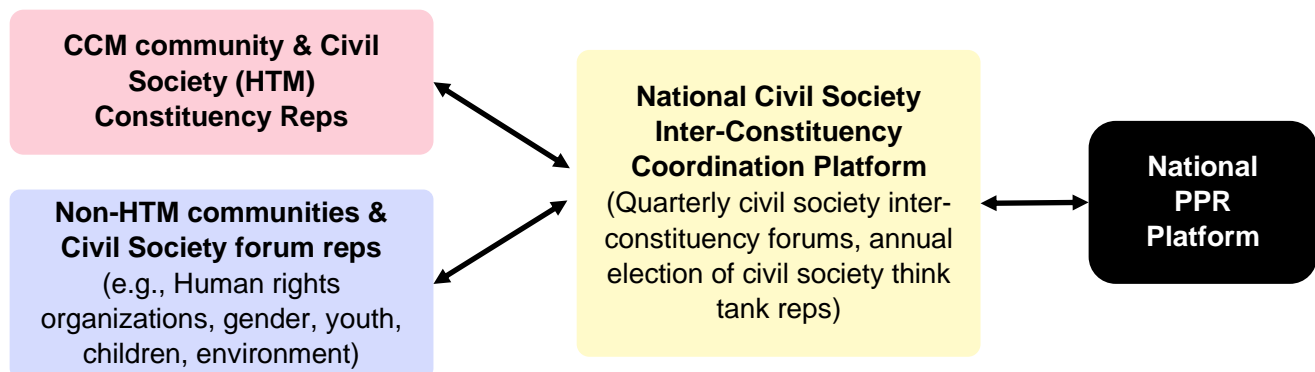 CCM community & Civil
Society (HTM)
Constituency Reps
Non-HTM communities &
Civil Society forum reps
(e.g., Human rights
organizations, gender, youth,
children, environment)
National Civil Society
Inter-Constituency
Coordination Platform
(Quarterly civil society inter-
constituency forums, annual
election of civil society think
tank reps)
National
PPR
Platform